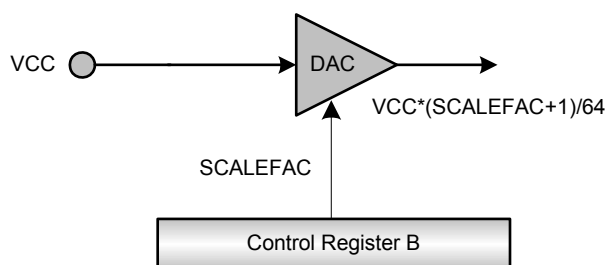 VCC
DAC
VCC*(SCALEFAC+1)/64
SCALEFAC
Control Register B